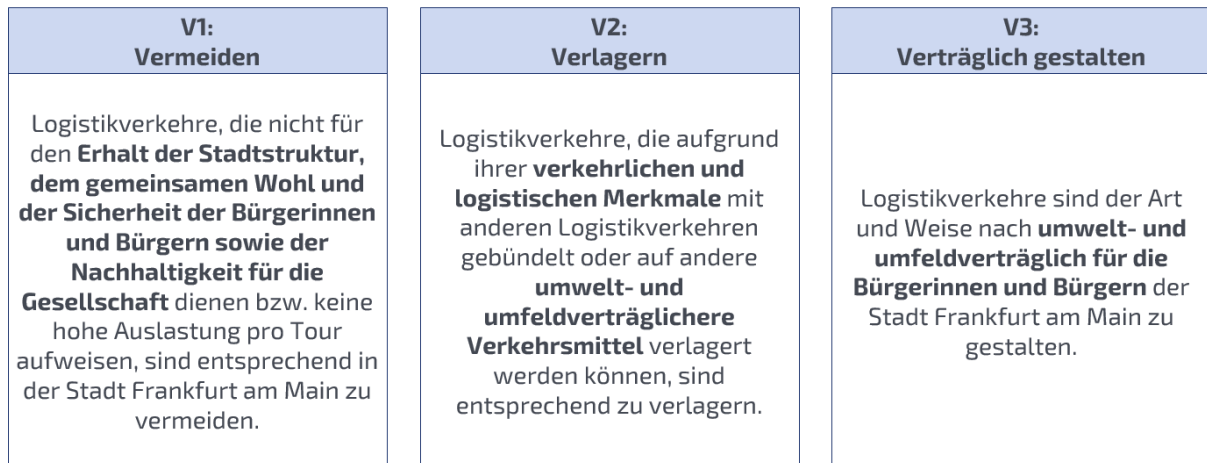 V1:
Vermeiden
Logistikverkehre, die nicht für
den Erhalt der Stadtstruktur,
dem gemeinsamen Wohl und
der Sicherheit der Bürgerinnen
und Bürgern sowie der
Nachhaltigkeit für die
Gesellschaft dienen bzw. keine
hohe Auslastung pro Tour
aufweisen, sind entsprechend in
der Stadt Frankfurt am Main zu
vermeiden.
V2:
Verlagern
Logistikverkehre, die aufgrund
ihrer verkehrlichen und
logistischen Merkmale mit
anderen Logistikverkehren
gebündelt oder auf andere
umwelt- und
umfeldverträglichere
Verkehrsmittel verlagert
werden können, sind
entsprechend zu verlagern.
V3:
Verträglich gestalten
Logistikverkehre sind der Art
und Weise nach umwelt- und
umfeldverträglich für die
Bürgerinnen und Bürgern der
Stadt Frankfurt am Main zu
gestalten.